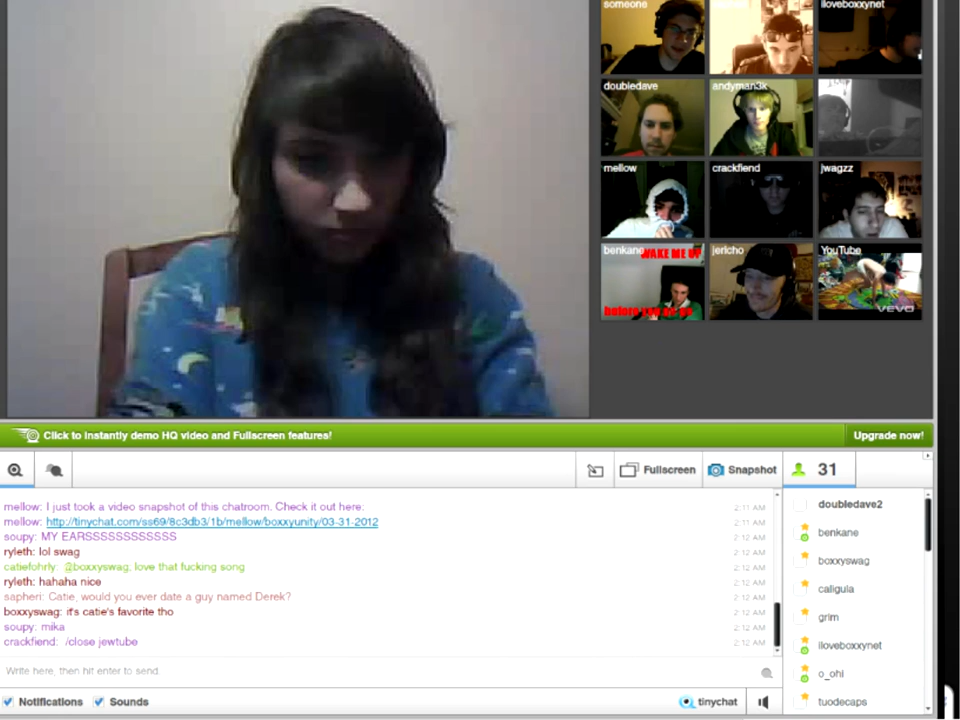 someone
iloveboxxynet
doubledave
andyman3k
mellow
crackfiend
jwagzz
benkane
WAKE ME UP
jericho
YouTube
vevo
Click to instantly demo HQ video and Fullscreen features!
Upgrade now!
Fullscreen
Snapshot
31
mellow: I just took a video snapshot of this chatroom. Check it out here: 2:11 AM
mellow: http://tinychat.com/ss69/8c3db3/1b/mellow/boxxyunity/03-31-2012 2:11 AM
soupy: MY EARSSSSSSSSSSSS 2:12 AM
ryleth: lol swag 2:12 AM
catiefohrly: @boxxyswag, love that fucking song 2:12 AM
ryleth: hahaha nice 2:12 AM
sapheri: Catie, would you ever date a guy named Derek? 2:12 AM
boxxyswag: it's catie's favorite tho 2:12 AM
soupy: mika 2:12 AM
crackfiend: /close jewtube 2:12 AM
doubledave2
benkane
boxxyswag
caligula
grim
iloveboxxynet
o_ohi
tuodecaps
Write here, then hit enter to send
Notifications
Sounds
tinychat